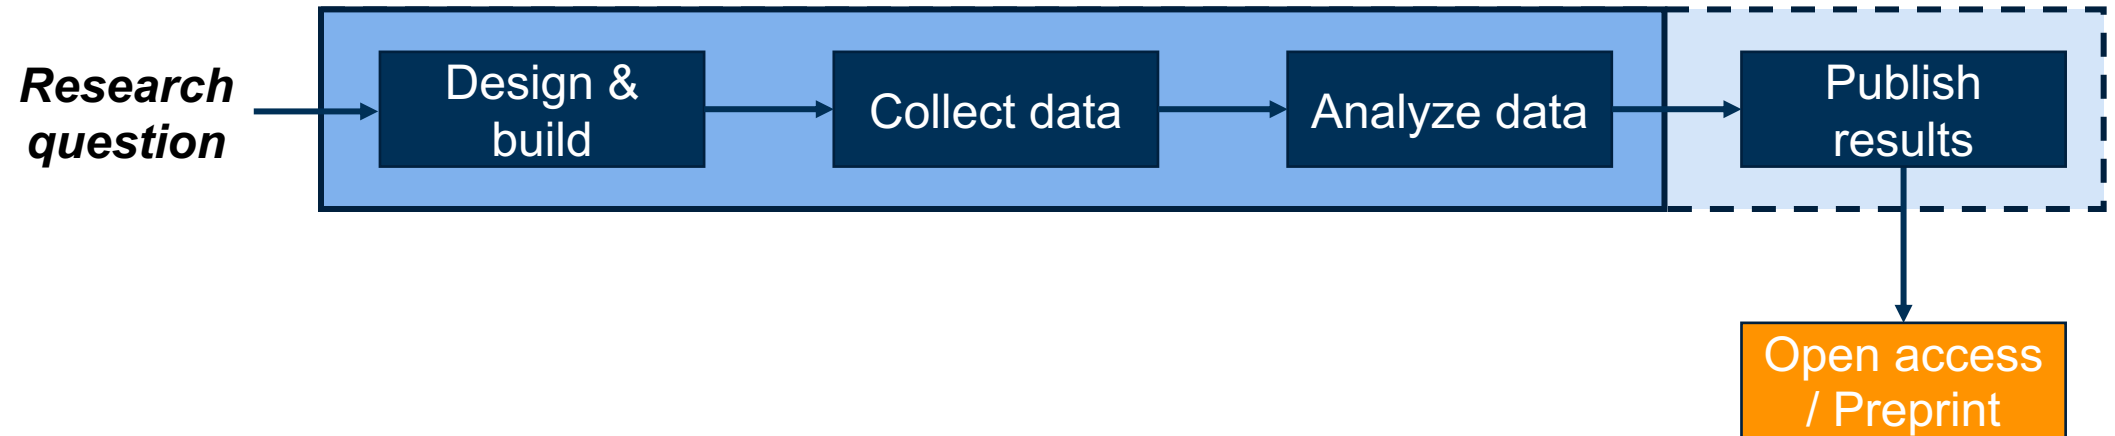 Research
question
Design &
build
Collect data
Analyze data
Publish
results
Open access
/ Preprint